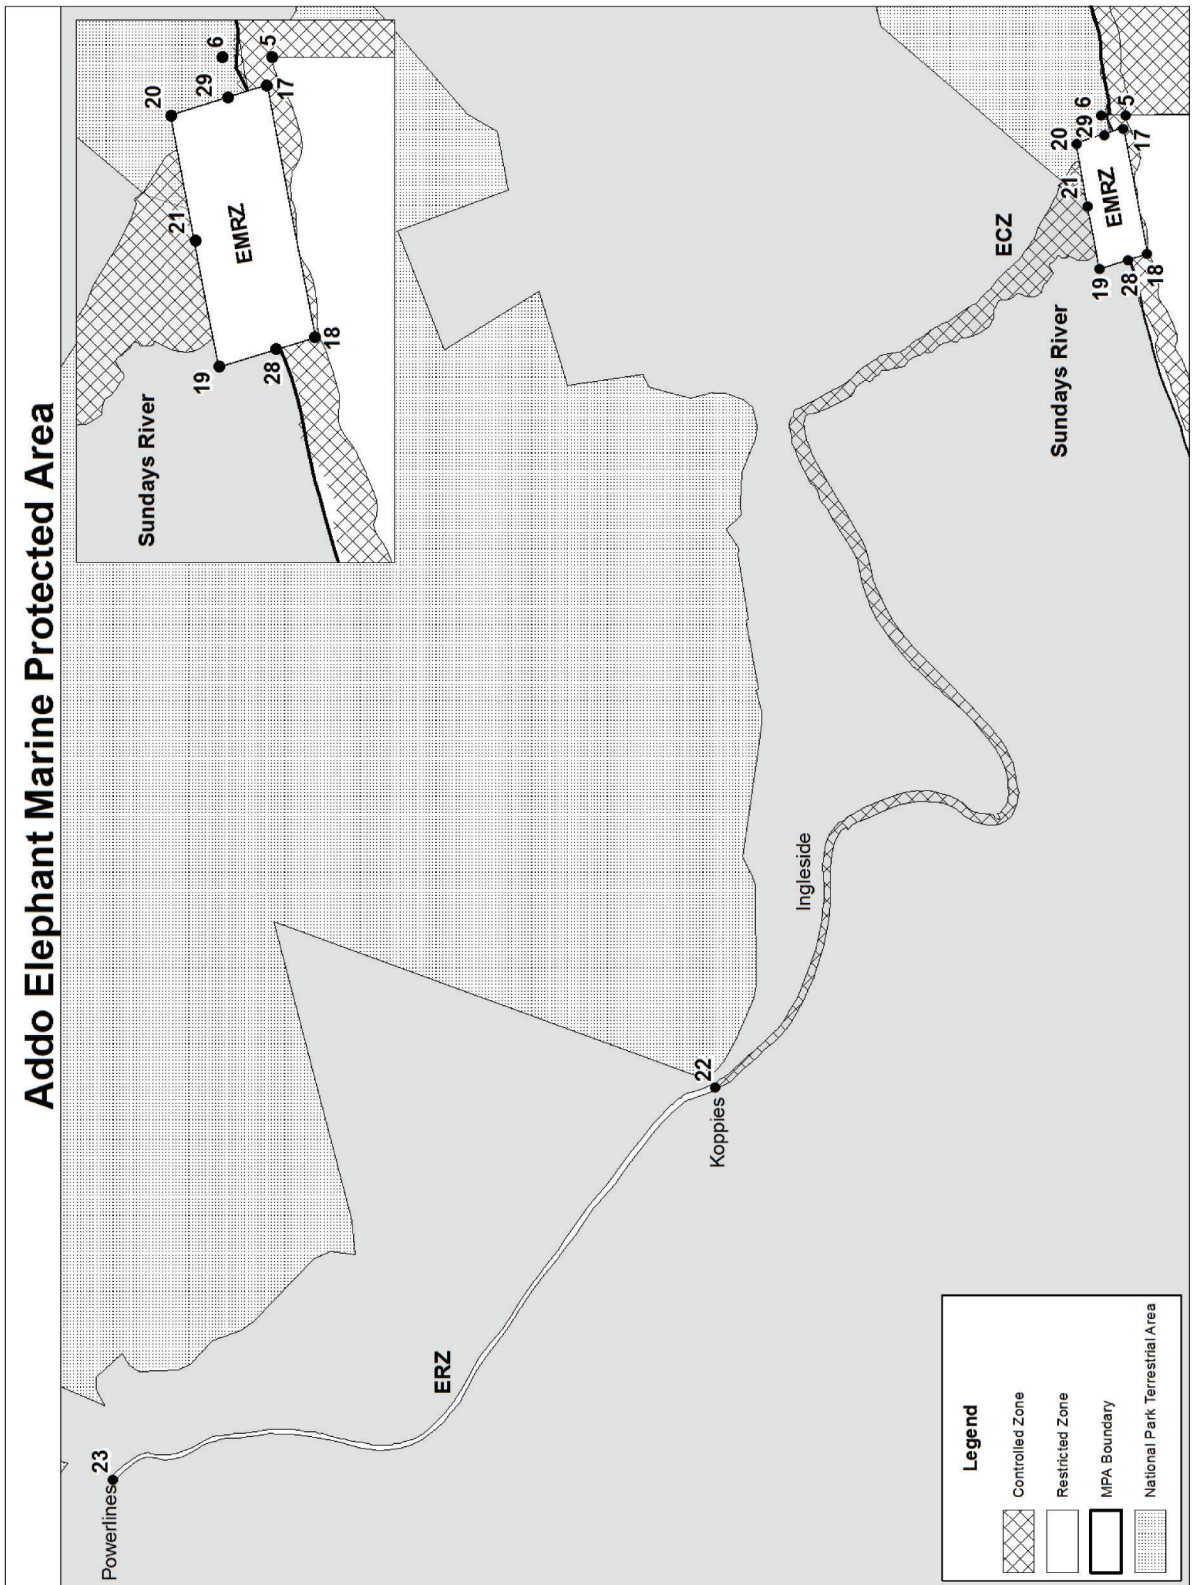 Addo Elephant Marine Protected Area
Sundays River
19
20
21
29
6
5
17
28
18
EMRZ
23
Powerlines
ERZ
22
Koppies
Ingleside
ECZ
Sundays River
19
20
21
29
6
5
17
28
18
EMRZ
Legend
Controlled Zone
Restricted Zone
MPA Boundary
National Park Terrestrial Area